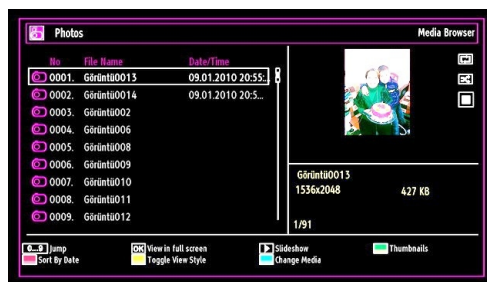 Photos
Media Browser
No File Name Date/Time
0001. Görüntü0013 09.01.2010 20:55:..
0002. Görüntü0014 09.01.2010 20:5...
0003. Görüntü002
0004. Görüntü006
0005. Görüntü008
0006. Görüntü009
0007. Görüntü010
0008. Görüntü011
0009. Görüntü012
Görüntü0013
1536x2048 427 KB
1/91
0...9 Jump
OK View in full screen
Slideshow
Thumbnails
Sort By Date
Toggle View Style
Change Media